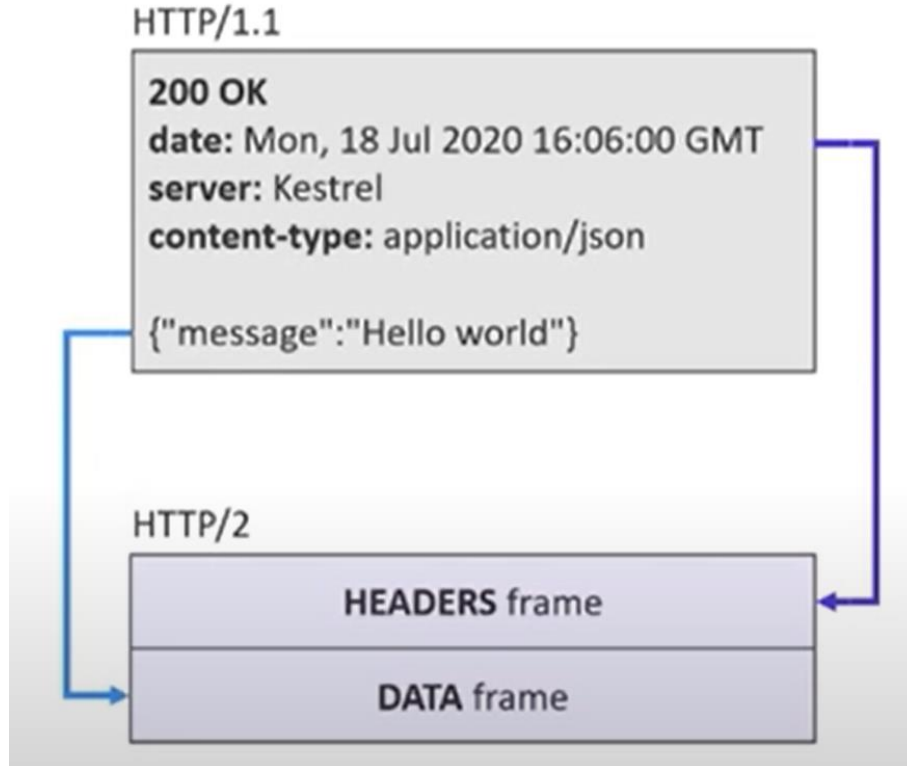 HTTP/1.1
200 OK
date: Mon, 18 Jul 2020 16:06:00 GMT
server: Kestrel
content-type: application/json
{"message":"Hello world"}
HTTP/2
HEADERS frame
DATA frame